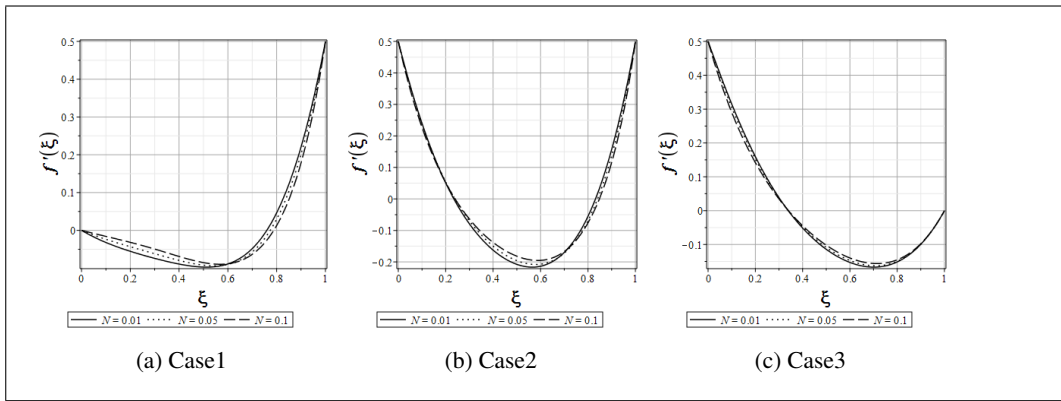 0.5
0.4
0.3
0.2
0.1
0
f '(ξ)
0 0.2 0.4 0.6 0.8 1
ξ
N = 0.01 N = 0.05 N = 0.1
(a) Case1
0.5
0.4
0.3
0.2
0.1
0
−0.1
−0.2
f '(ξ)
0 0.2 0.4 0.6 0.8 1
ξ
N = 0.01 N = 0.05 N = 0.1
(b) Case2
0.5
0.4
0.3
0.2
0.1
0
−0.1
f '(ξ)
0 0.2 0.4 0.6 0.8 1
ξ
N = 0.01 N = 0.05 N = 0.1
(c) Case3